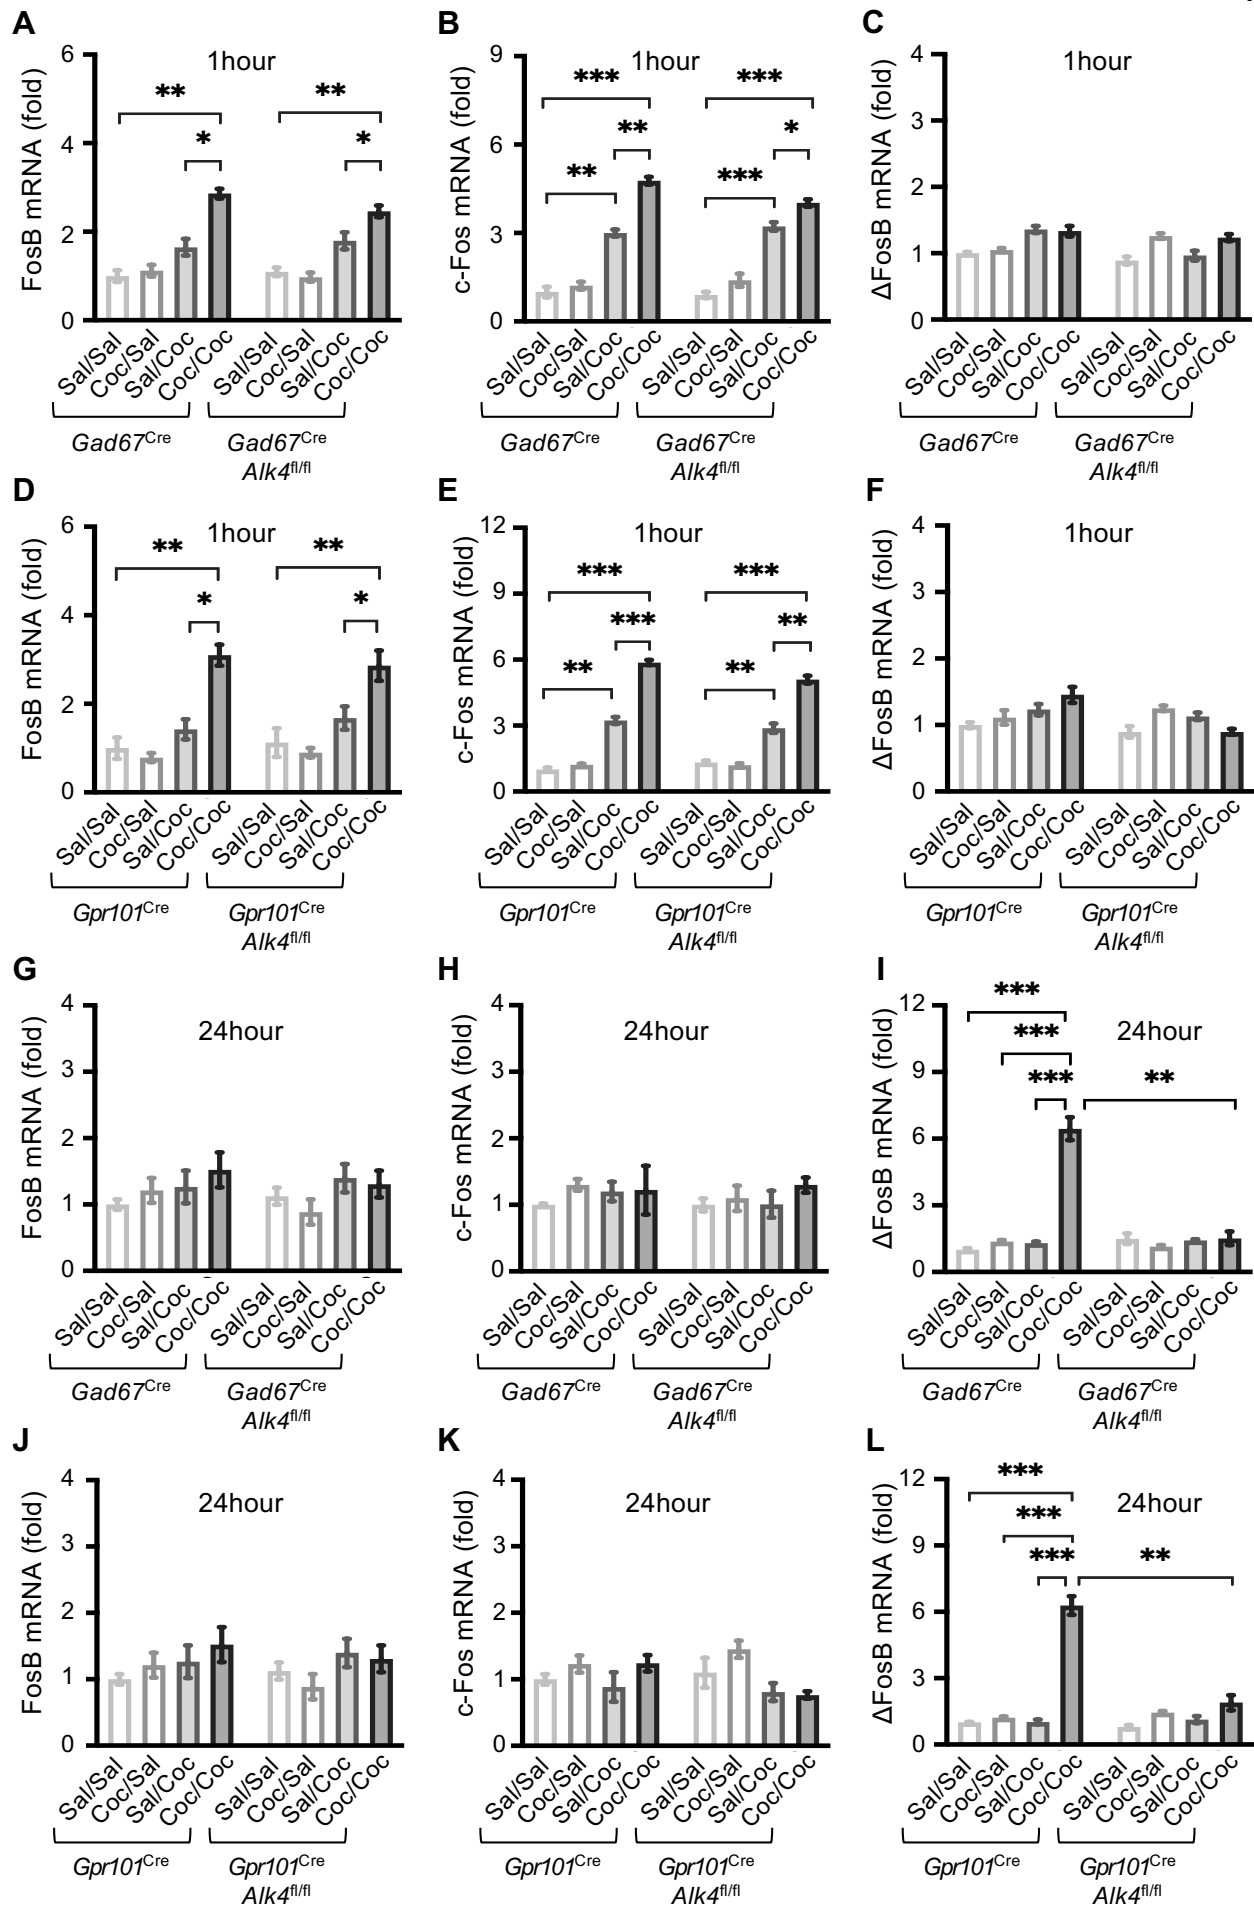 A
FosB mRNA (fold)
6
4
2
0
1hour
**
*
**
*
Sal/Sal
Coc/Sal
Sal/Coc
Coc/Coc
Sal/Sal
Coc/Sal
Sal/Coc
Coc/Coc
Gad67Cre
Gad67Cre
Alk4fl/fl
B
c-Fos mRNA (fold)
9
6
3
0
1hour
***
**
**
***
*
***
Sal/Sal
Coc/Sal
Sal/Coc
Coc/Coc
Sal/Sal
Coc/Sal
Sal/Coc
Coc/Coc
Gad67Cre
Gad67Cre
Alk4fl/fl
C
ΔFosB mRNA (fold)
4
3
2
1
0
1hour
Sal/Sal
Coc/Sal
Sal/Coc
Coc/Coc
Sal/Sal
Coc/Sal
Sal/Coc
Coc/Coc
Gad67Cre
Gad67Cre
Alk4fl/fl
D
FosB mRNA (fold)
6
4
2
0
1hour
**
*
**
*
Sal/Sal
Coc/Sal
Sal/Coc
Coc/Coc
Sal/Sal
Coc/Sal
Sal/Coc
Coc/Coc
Gpr101Cre
Gpr101Cre
Alk4fl/fl
E
c-Fos mRNA (fold)
12
9
6
3
0
1hour
***
***
**
***
**
**
Sal/Sal
Coc/Sal
Sal/Coc
Coc/Coc
Sal/Sal
Coc/Sal
Sal/Coc
Coc/Coc
Gpr101Cre
Gpr101Cre
Alk4fl/fl
F
ΔFosB mRNA (fold)
4
3
2
1
0
1hour
Sal/Sal
Coc/Sal
Sal/Coc
Coc/Coc
Sal/Sal
Coc/Sal
Sal/Coc
Coc/Coc
Gpr101Cre
Gpr101Cre
Alk4fl/fl
G
FosB mRNA (fold)
4
3
2
1
0
24hour
Sal/Sal
Coc/Sal
Sal/Coc
Coc/Coc
Sal/Sal
Coc/Sal
Sal/Coc
Coc/Coc
Gad67Cre
Gad67Cre
Alk4fl/fl
H
c-Fos mRNA (fold)
4
3
2
1
0
24hour
Sal/Sal
Coc/Sal
Sal/Coc
Coc/Coc
Sal/Sal
Coc/Sal
Sal/Coc
Coc/Coc
Gad67Cre
Gad67Cre
Alk4fl/fl
I
ΔFosB mRNA (fold)
12
9
6
3
0
***
24hour
***
***
**
Sal/Sal
Coc/Sal
Sal/Coc
Coc/Coc
Sal/Sal
Coc/Sal
Sal/Coc
Coc/Coc
Gad67Cre
Gad67Cre
Alk4fl/fl
J
FosB mRNA (fold)
4
3
2
1
0
24hour
Sal/Sal
Coc/Sal
Sal/Coc
Coc/Coc
Sal/Sal
Coc/Sal
Sal/Coc
Coc/Coc
Gpr101Cre
Gpr101Cre
Alk4fl/fl
K
c-Fos mRNA (fold)
4
3
2
1
0
24hour
Sal/Sal
Coc/Sal
Sal/Coc
Coc/Coc
Sal/Sal
Coc/Sal
Sal/Coc
Coc/Coc
Gpr101Cre
Gpr101Cre
Alk4fl/fl
L
ΔFosB mRNA (fold)
12
9
6
3
0
***
24hour
***
***
**
Sal/Sal
Coc/Sal
Sal/Coc
Coc/Coc
Sal/Sal
Coc/Sal
Sal/Coc
Coc/Coc
Gpr101Cre
Gpr101Cre
Alk4fl/fl